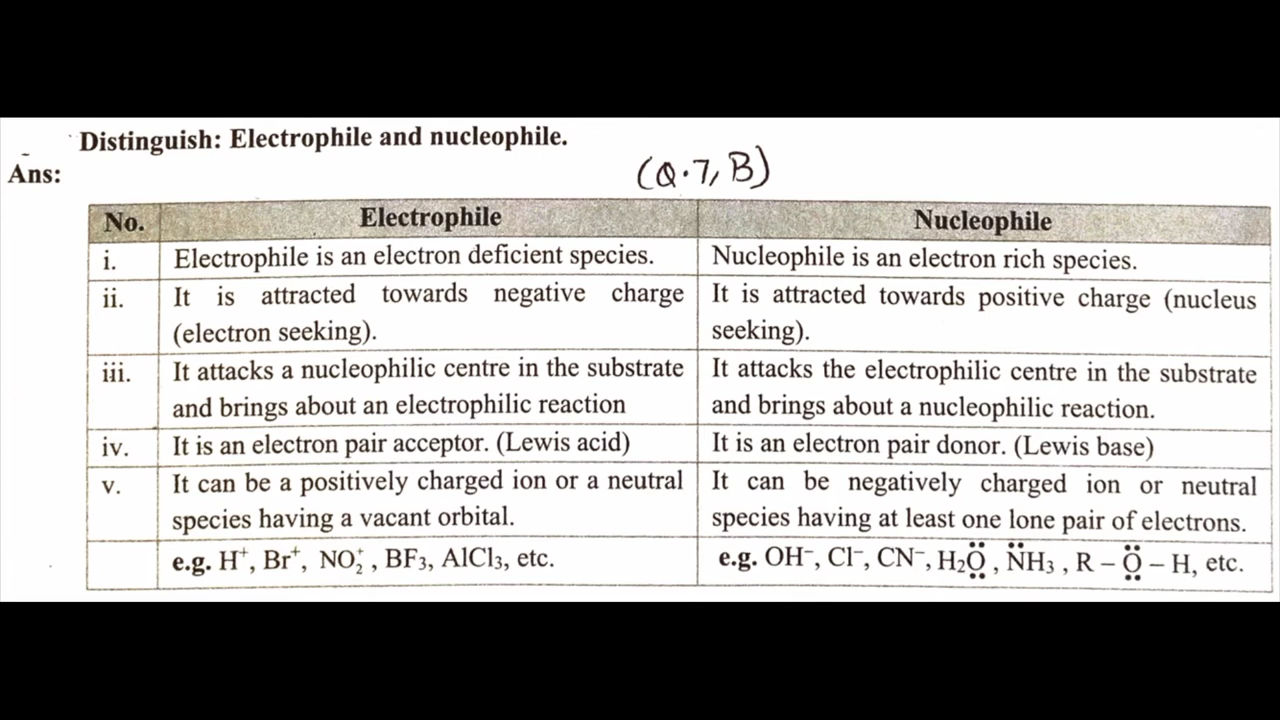 Distinguish: Electrophile and nucleophile.
Ans:
(Q.7, B)
No. Electrophile Nucleophile
i. Electrophile is an electron deficient species. Nucleophile is an electron rich species.
ii. It is attracted towards negative charge It is attracted towards positive charge (nucleus
(electron seeking). seeking).
iii. It attacks a nucleophilic centre in the substrate It attacks the electrophilic centre in the substrate
and brings about an electrophilic reaction and brings about a nucleophilic reaction.
iv. It is an electron pair acceptor. (Lewis acid) It is an electron pair donor. (Lewis base)
v. It can be a positively charged ion or a neutral It can be negatively charged ion or neutral
species having a vacant orbital. species having at least one lone pair of electrons.
e.g. H⁺, Br⁺, NO₂⁺, BF₃, AlCl₃, etc. e.g. OH⁻, Cl⁻, CN⁻, H₂Ö, N̈H₃, R – Ö – H, etc.